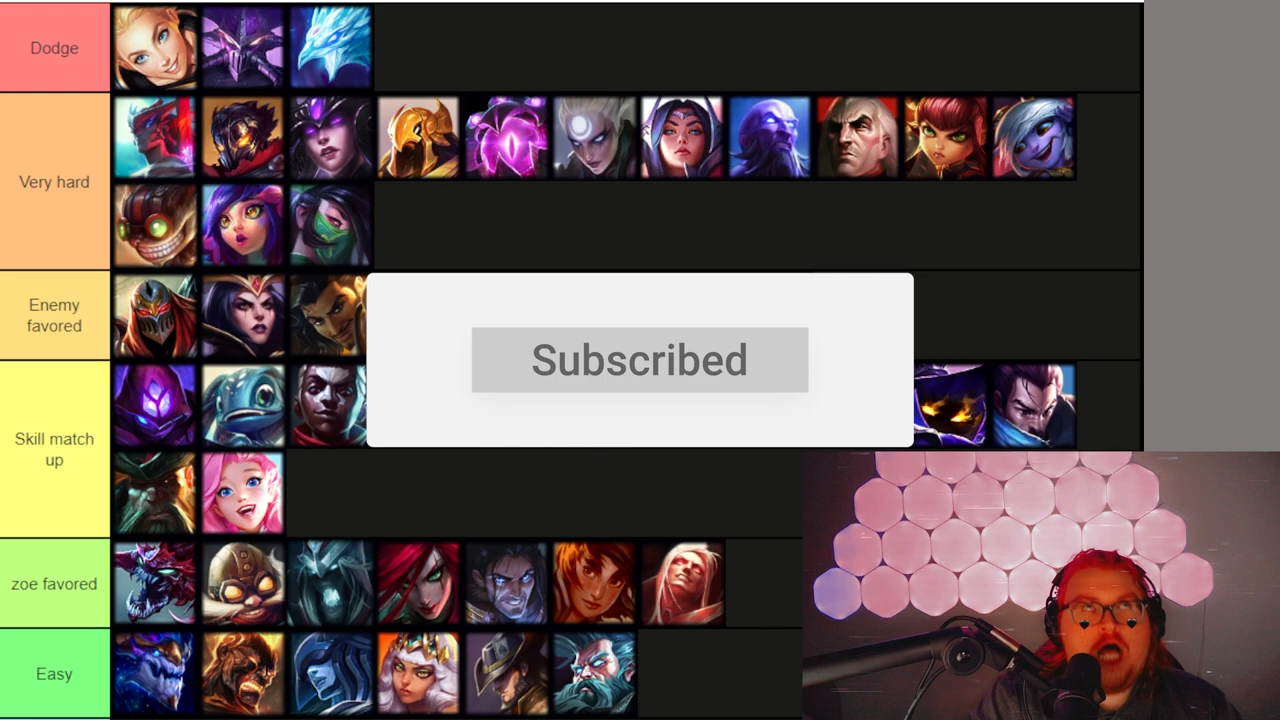 Dodge
Very hard
Enemy
favored
Subscribed
Skill match
up
zoe favored
Easy